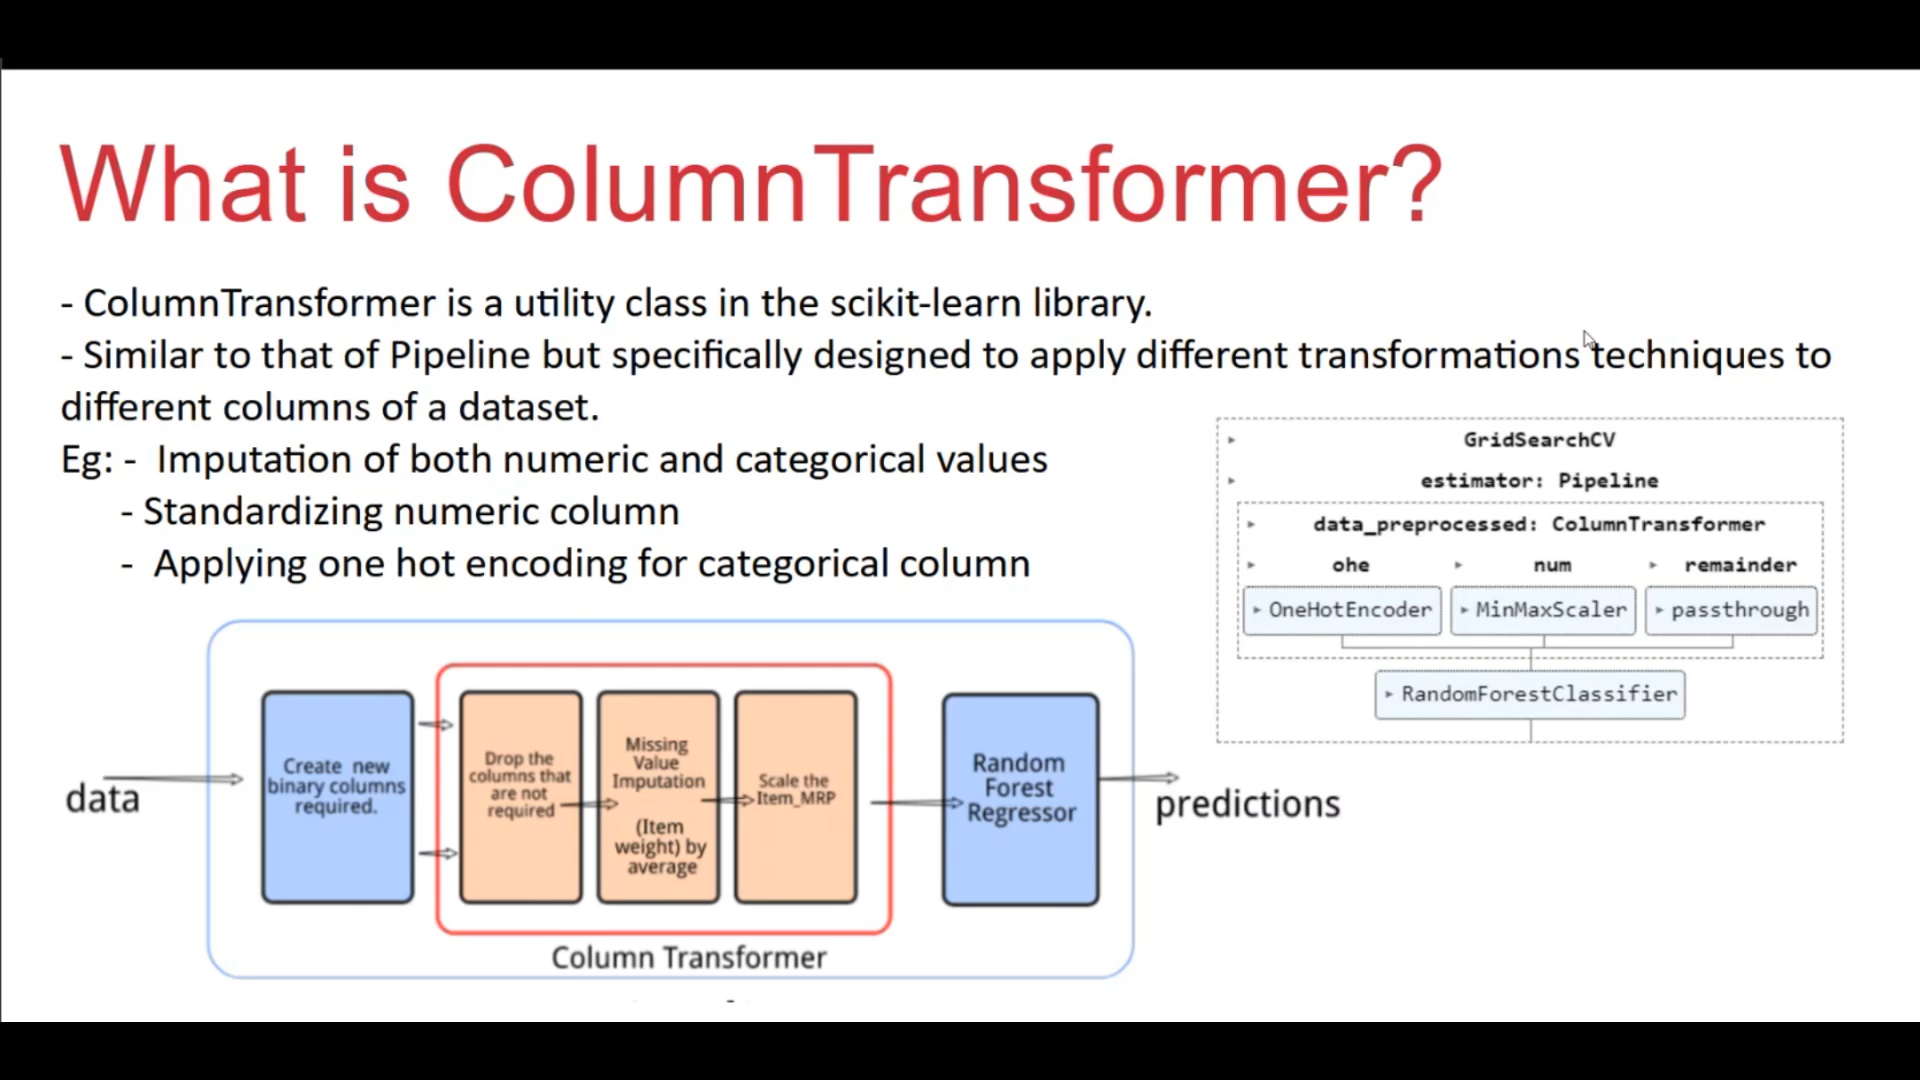 What is ColumnTransformer?
- ColumnTransformer is a utility class in the scikit-learn library.
- Similar to that of Pipeline but specifically designed to apply different transformations techniques to
different columns of a dataset.
Eg: - Imputation of both numeric and categorical values
- Standardizing numeric column
- Applying one hot encoding for categorical column
GridSearchCV
estimator: Pipeline
data_preprocessed: ColumnTransformer
ohe num remainder
OneHotEncoder MinMaxScaler passthrough
RandomForestClassifier
data
Create new
binary columns
required.
Drop the
columns that
are not
required
Missing
Value
Imputation
(Item
weight) by
average
Scale the
Item_MRP
Random
Forest
Regressor
predictions
Column Transformer